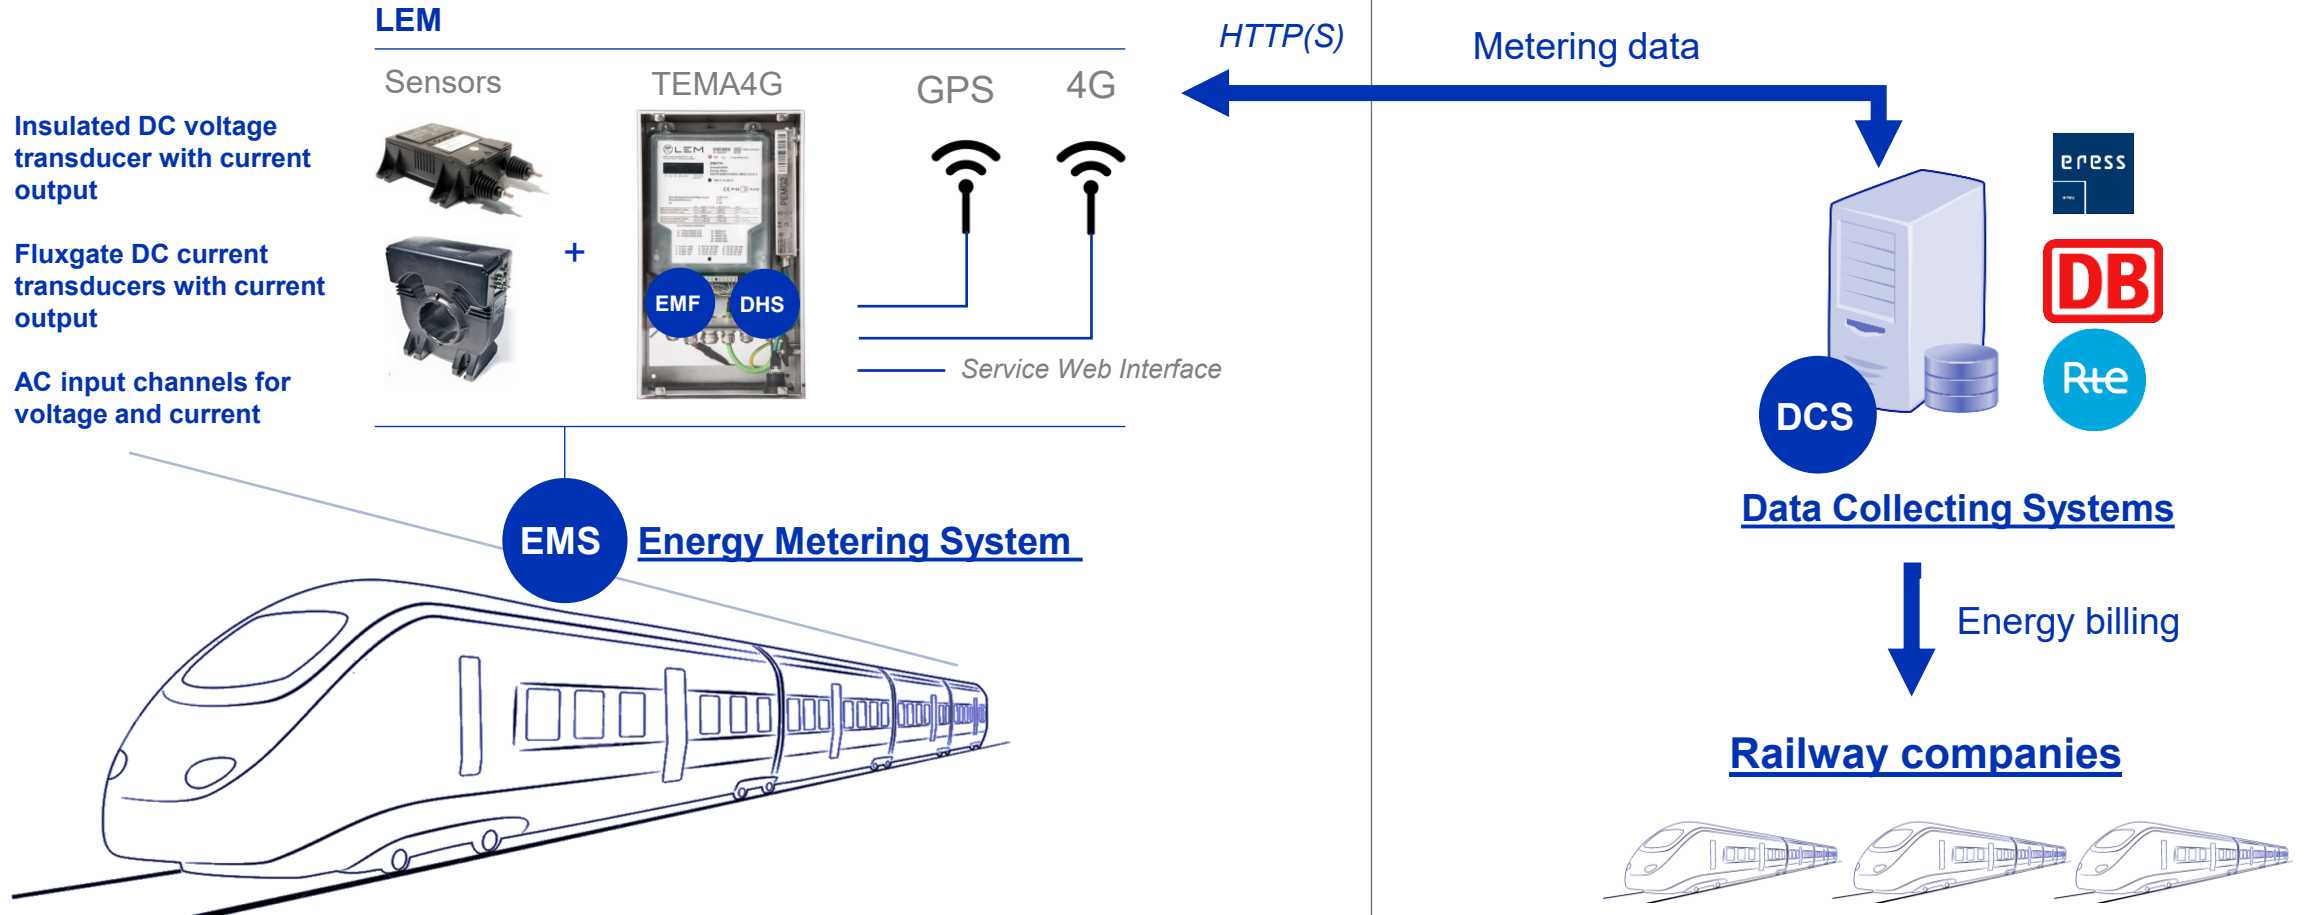 LEM
Sensors
TEMA4G
GPS
4G
HTTP(S)
Metering data
Insulated DC voltage
transducer with current
output
Fluxgate DC current
transducers with current
output
AC input channels for
voltage and current
+
LEM
PEMG2
EMF
DHS
Service Web Interface
EMS
Energy Metering System
eress
DB
Rte
DCS
Data Collecting Systems
Energy billing
Railway companies